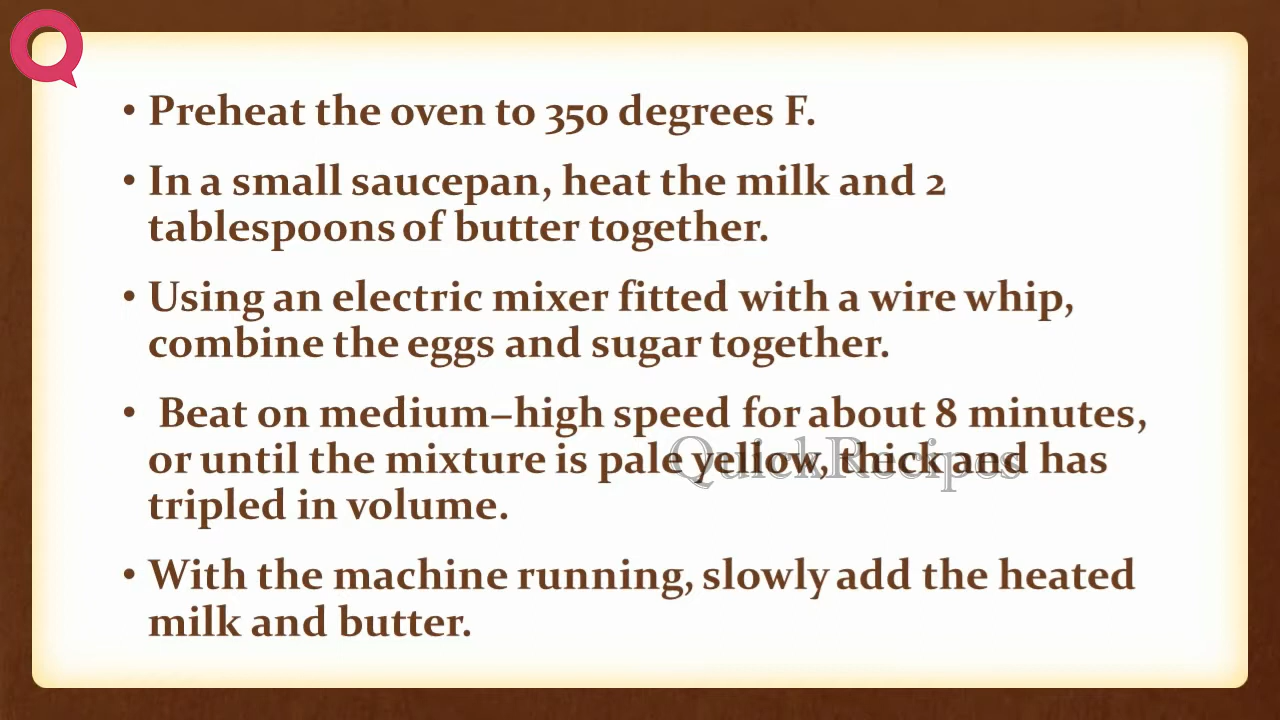 • Preheat the oven to 350 degrees F.
• In a small saucepan, heat the milk and 2
tablespoons of butter together.
• Using an electric mixer fitted with a wire whip,
combine the eggs and sugar together.
• Beat on medium–high speed for about 8 minutes,
or until the mixture is pale yellow, thick and has
QuickRecipes
tripled in volume.
• With the machine running, slowly add the heated
milk and butter.